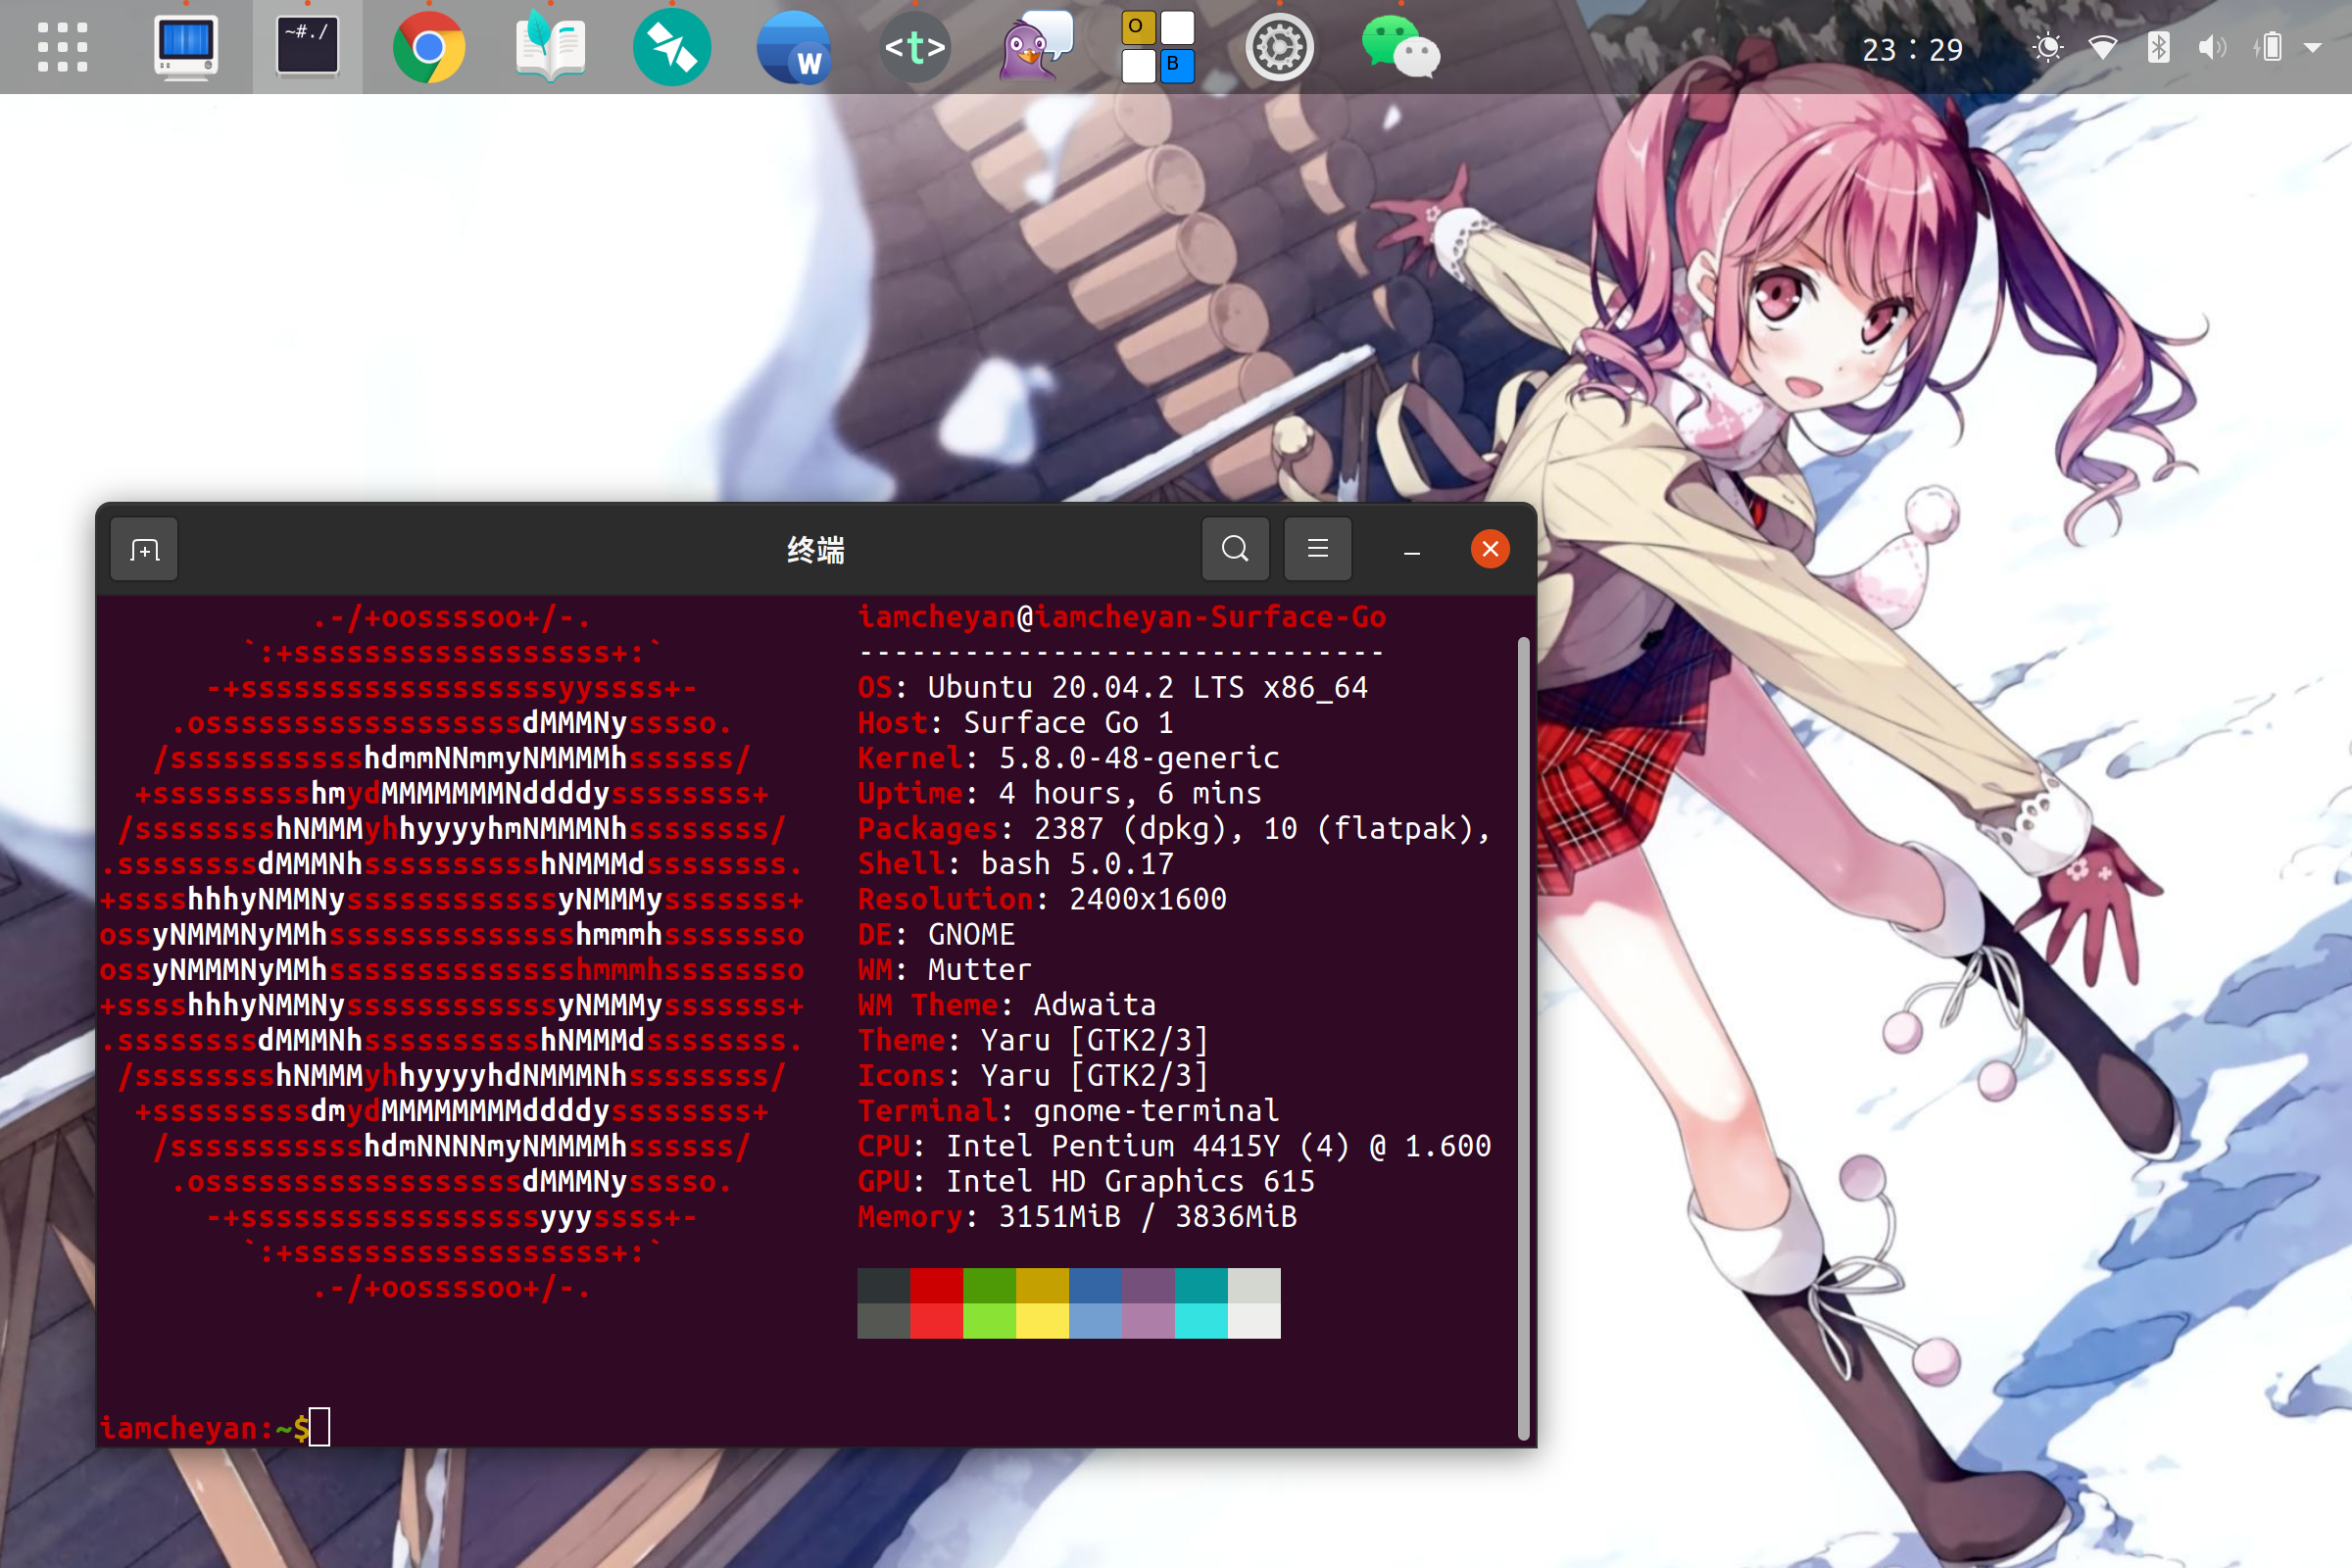 ~#./
W
<t>
O
B
23：29
终端
.-/+oossssoo+/-.
`:+ssssssssssssssssss+:`
-+ssssssssssssssssssyyssss+-
.ossssssssssssssssssdMMMNysssso.
/ssssssssssshdmmNNmmyNMMMMhssssss/
+ssssssssshmydMMMMMMMNddddyssssssss+
/sssssssshNMMMyhhyyyyhmNMMMNhssssssss/
.ssssssssdMMMNhsssssssssshNMMMdssssssss.
+sssshhhyNMMNyssssssssssssyNMMMysssssss+
ossyNMMMNyMMhsssssssssssssshmmmhssssssso
ossyNMMMNyMMhsssssssssssssshmmmhssssssso
+sssshhhyNMMNyssssssssssssyNMMMysssssss+
.ssssssssdMMMNhsssssssssshNMMMdssssssss.
/sssssssshNMMMyhhyyyyhdNMMMNhssssssss/
+sssssssssdmydMMMMMMMMddddyssssssss+
/ssssssssssshdmNNNNmyNMMMMhssssss/
.ossssssssssssssssssdMMMNysssso.
-+sssssssssssssssssyyyssss+-
`:+ssssssssssssssssss+:`
.-/+oossssoo+/-.
iamcheyan@iamcheyan-Surface-Go
------------------------------
OS: Ubuntu 20.04.2 LTS x86_64
Host: Surface Go 1
Kernel: 5.8.0-48-generic
Uptime: 4 hours, 6 mins
Packages: 2387 (dpkg), 10 (flatpak),
Shell: bash 5.0.17
Resolution: 2400x1600
DE: GNOME
WM: Mutter
WM Theme: Adwaita
Theme: Yaru [GTK2/3]
Icons: Yaru [GTK2/3]
Terminal: gnome-terminal
CPU: Intel Pentium 4415Y (4) @ 1.600
GPU: Intel HD Graphics 615
Memory: 3151MiB / 3836MiB
iamcheyan:~$